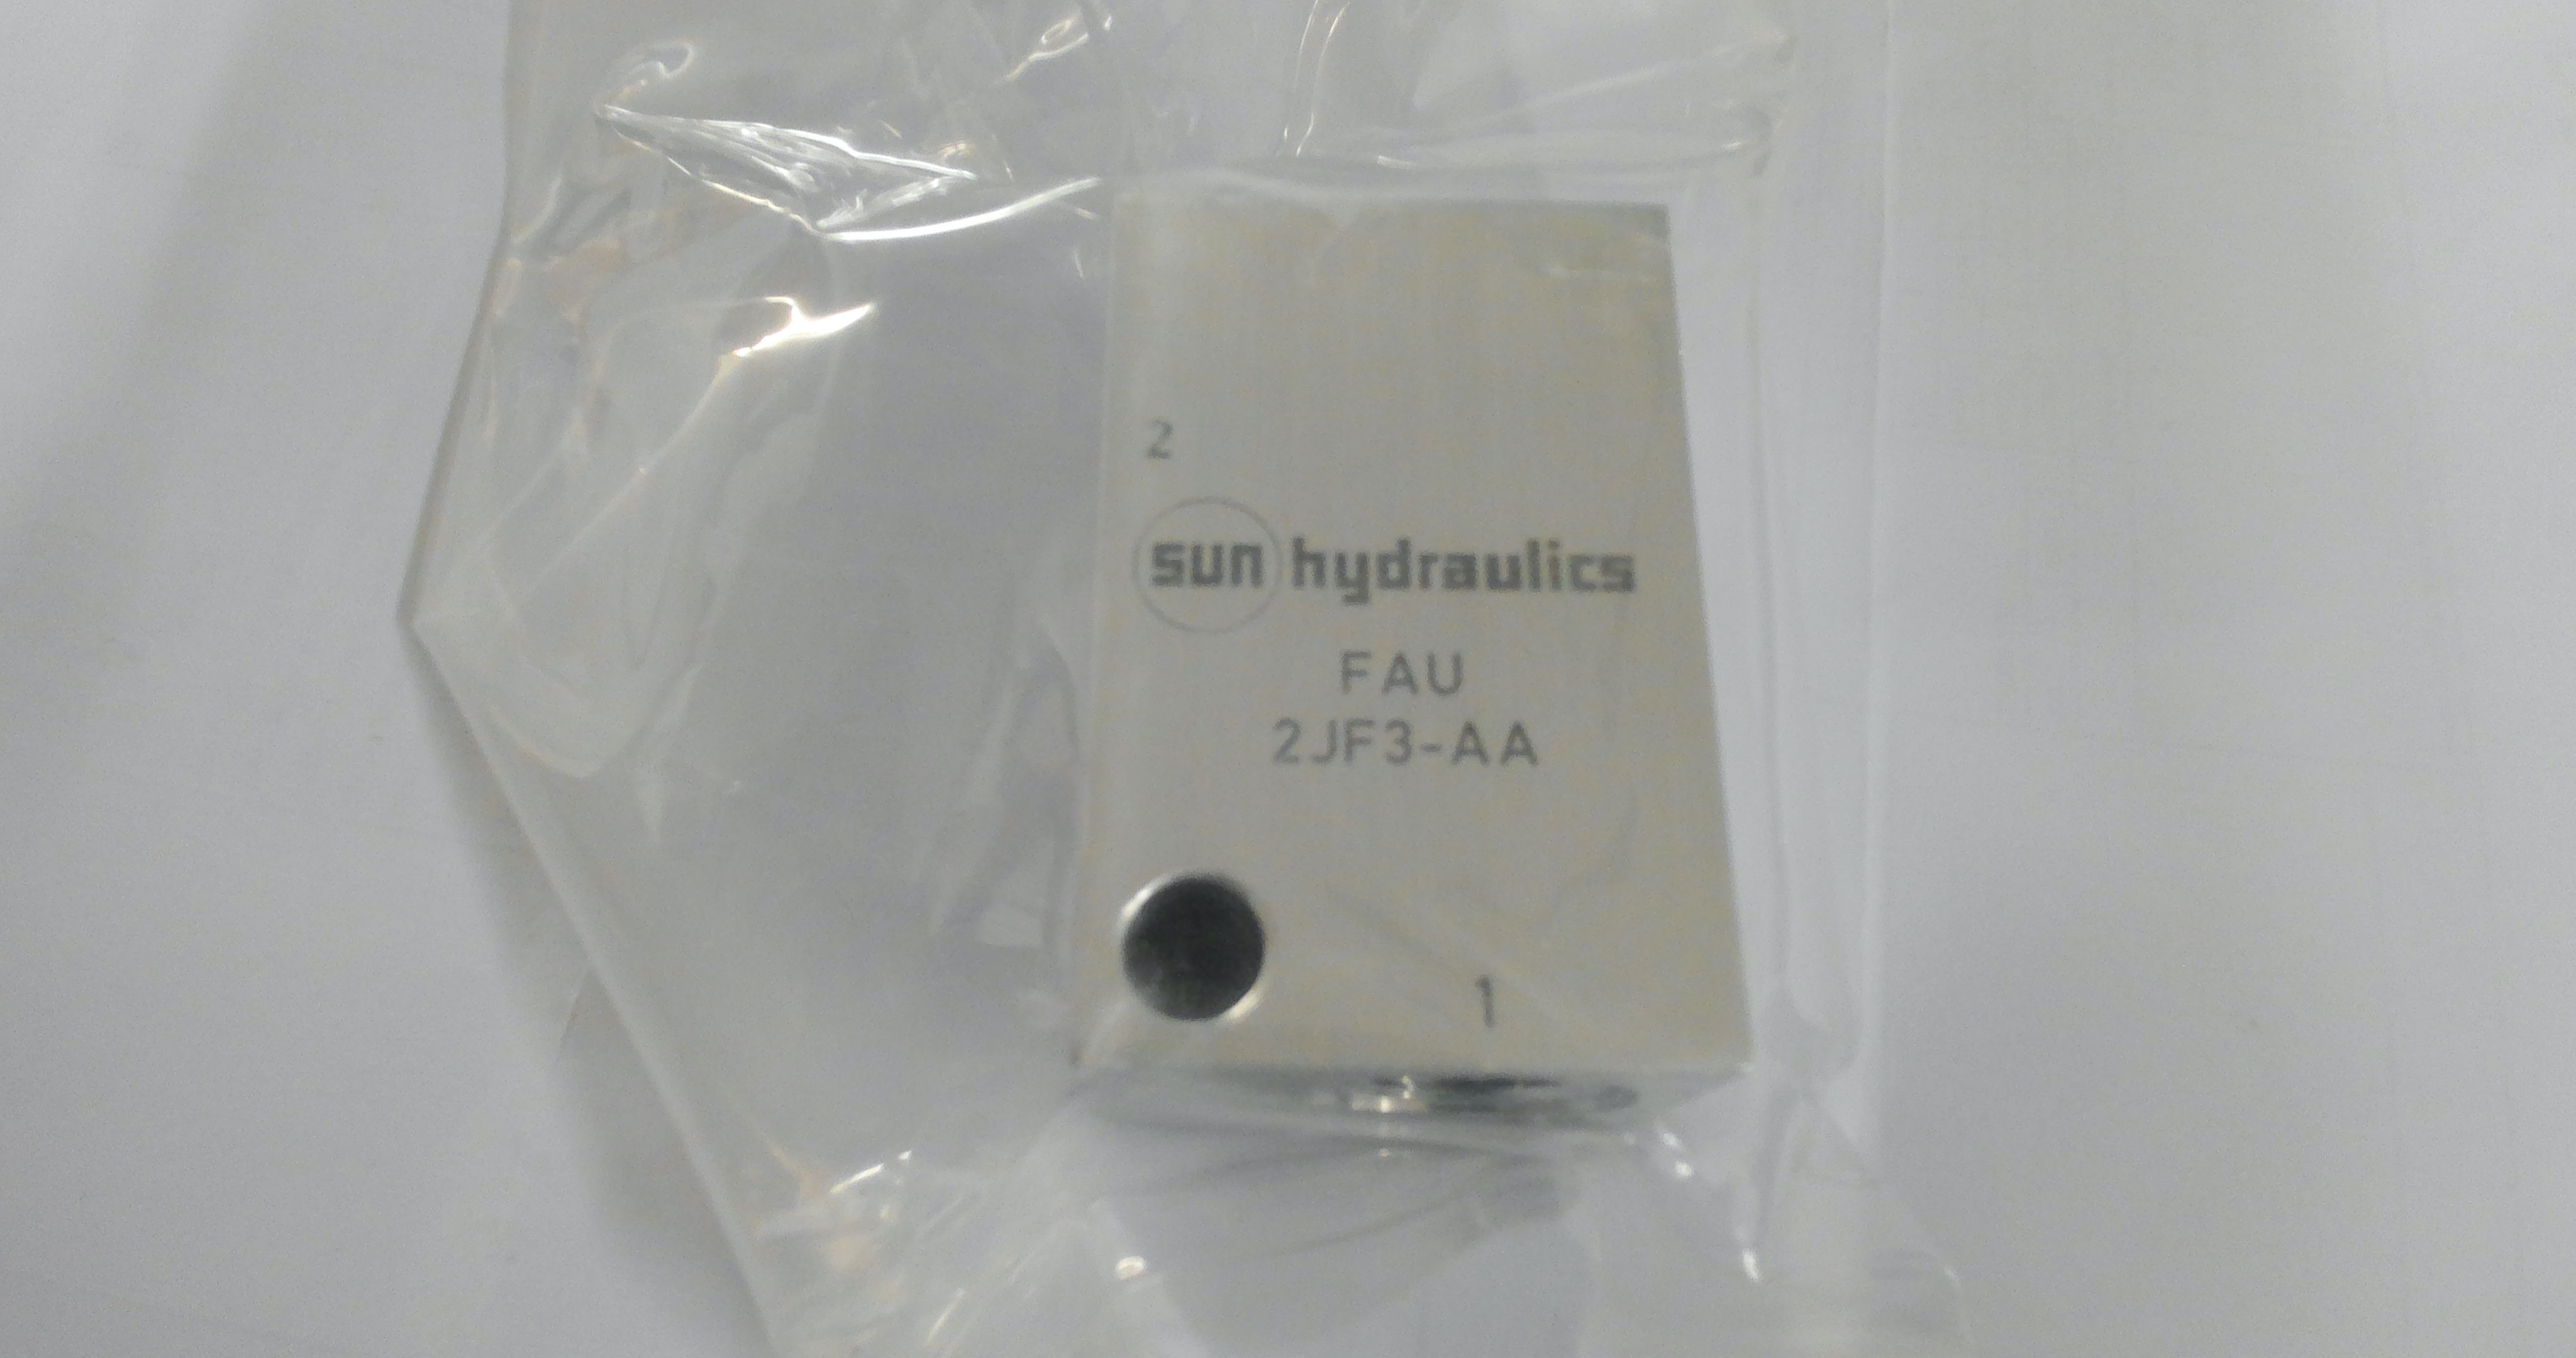 2
sun hydraulics
FAU
2JF3-AA
1